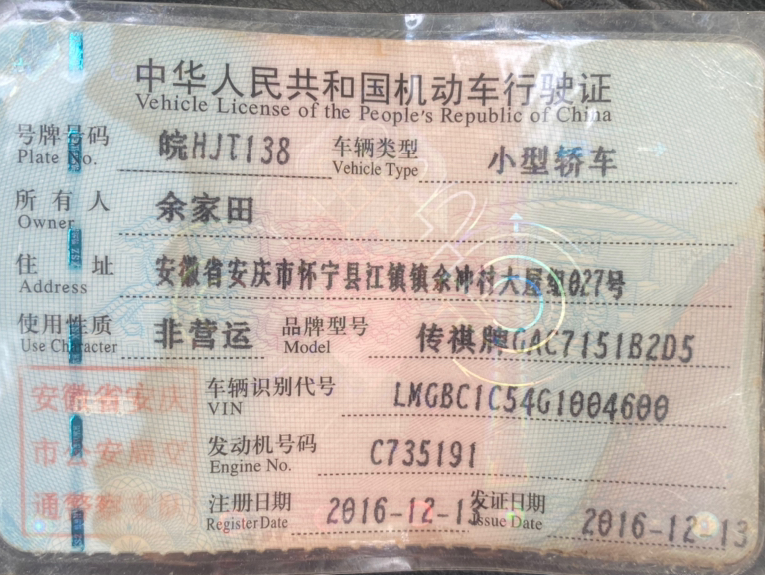 中华人民共和国机动车行驶证
Vehicle License of the People's Republic of China
号牌号码 Plate No. 皖HJT138 车辆类型 Vehicle Type 小型轿车
所有人 Owner 余家田
住址 Address 安徽省安庆市怀宁县江镇镇余冲村大屋组027号
使用性质 Use Character 非营运 品牌型号 Model 传祺牌GAC7151B2D5
车辆识别代号 VIN LMGBC1C54G1004600
发动机号码 Engine No. C735191
注册日期 Register Date 2016-12-13 发证日期 Issue Date 2016-12-13
安徽省安庆
市公安局交
通警察支队